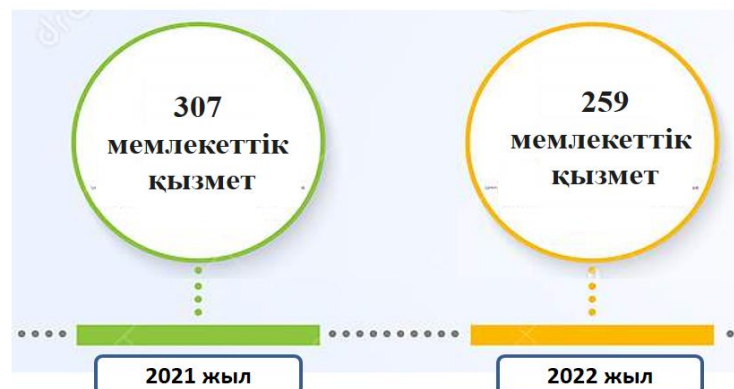 307
мемлекеттік
қызмет
259
мемлекеттік
қызмет
2021 жыл
2022 жыл